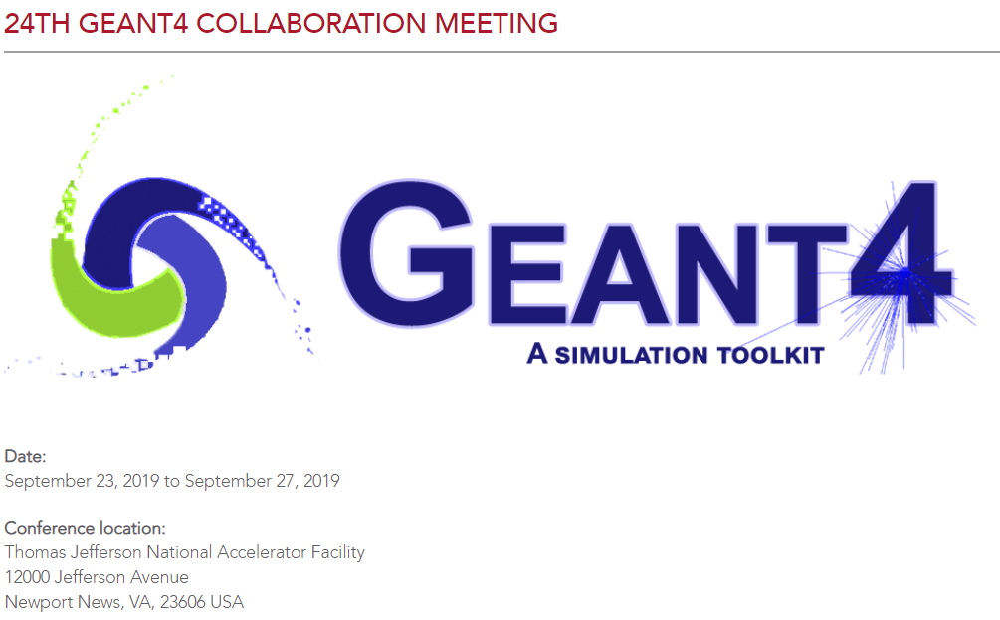 24TH GEANT4 COLLABORATION MEETING
GEANT4
A SIMULATION TOOLKIT
Date:
September 23, 2019 to September 27, 2019
Conference location:
Thomas Jefferson National Accelerator Facility
12000 Jefferson Avenue
Newport News, VA, 23606 USA